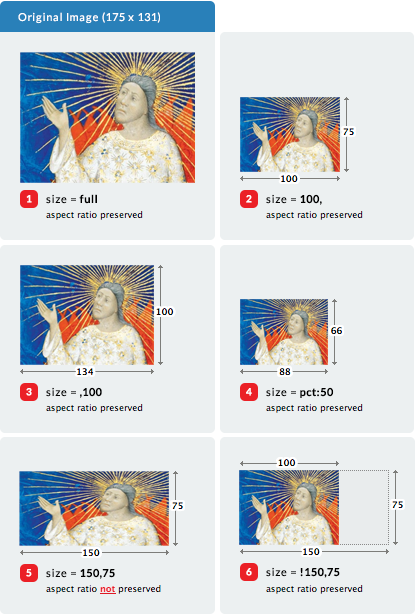 Original Image (175 x 131)
1 size = full
aspect ratio preserved
75
100
2 size = 100,
aspect ratio preserved
100
134
3 size = ,100
aspect ratio preserved
66
88
4 size = pct:50
aspect ratio preserved
75
150
5 size = 150,75
aspect ratio not preserved
100
75
150
6 size = !150,75
aspect ratio preserved